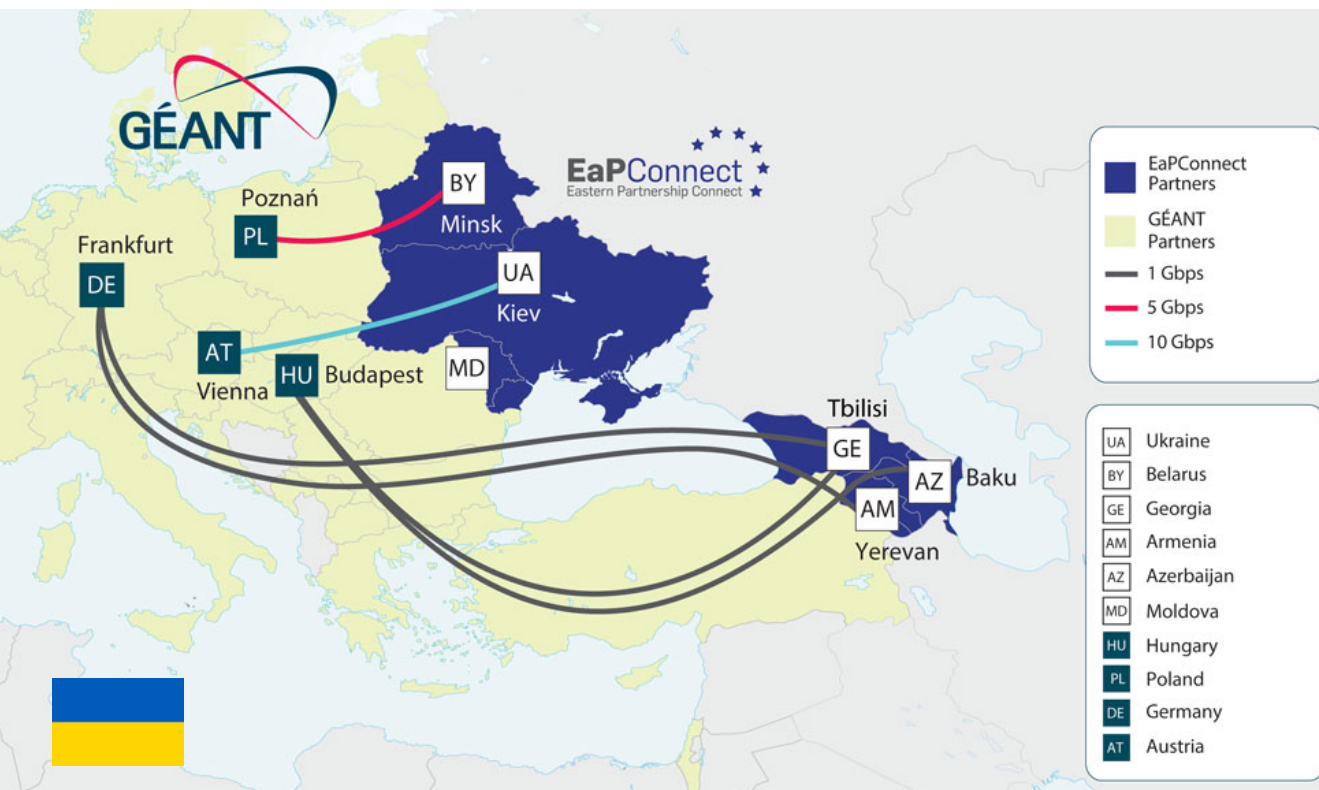 GÉANT
EaPConnect
Eastern Partnership Connect
BY
Minsk
Poznań
PL
Frankfurt
DE
UA
Kiev
AT
Vienna
HU
Budapest
MD
Tbilisi
GE
AZ
Baku
AM
Yerevan
EaPConnect
Partners
GÉANT
Partners
1 Gbps
5 Gbps
10 Gbps
UA Ukraine
BY Belarus
GE Georgia
AM Armenia
AZ Azerbaijan
MD Moldova
HU Hungary
PL Poland
DE Germany
AT Austria